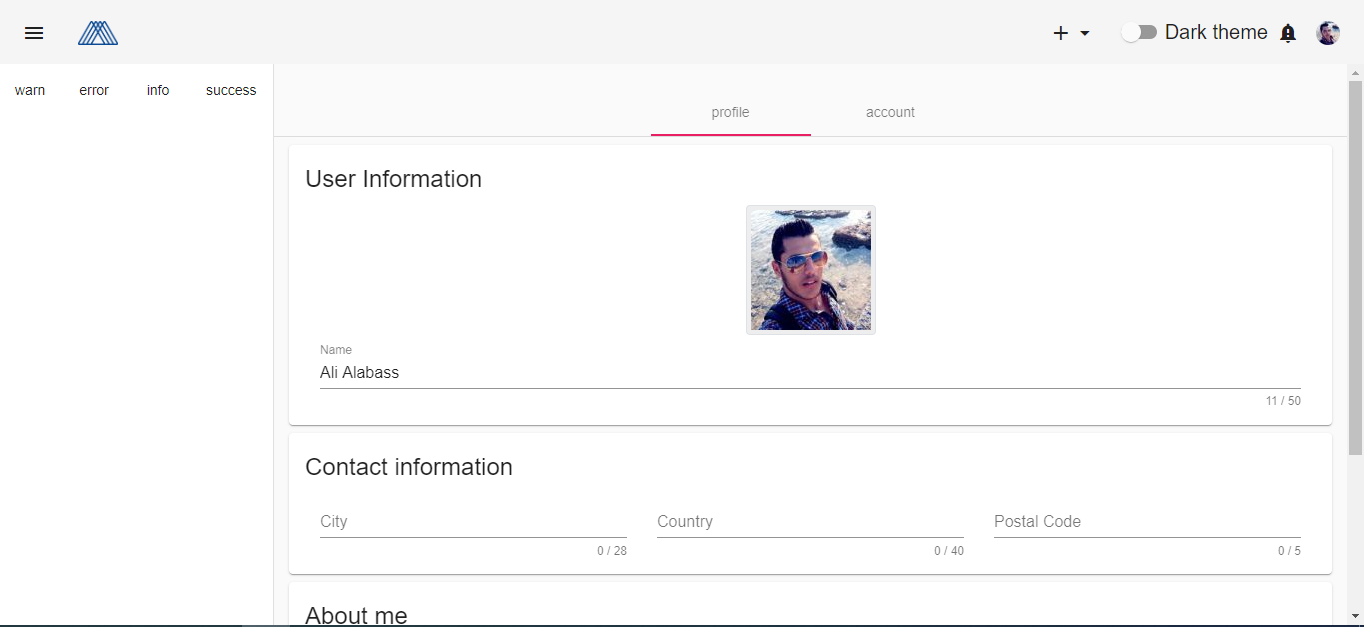 Dark theme
warn error info success
profile account
User Information
Name
Ali Alabass
11 / 50
Contact information
City Country Postal Code
0 / 28 0 / 40 0 / 5
About me